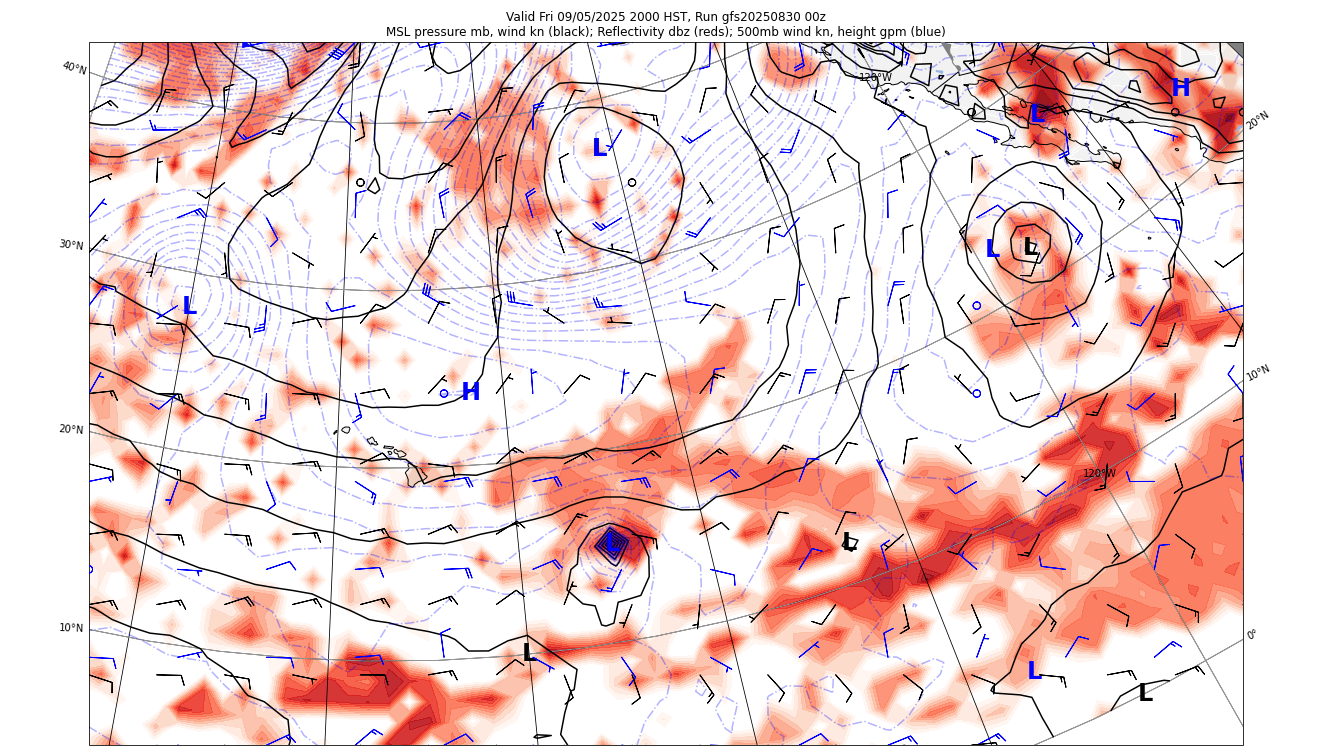 Valid Fri 09/05/2025 2000 HST, Run gfs20250830 00z
MSL pressure mb, wind kn (black); Reflectivity dbz (reds); 500mb wind kn, height gpm (blue)
40°N
120°W
H
L
20°N
L
30°N
L
L
L
10°N
H
20°N
120°W
L
L
10°N
0°
L
L
L